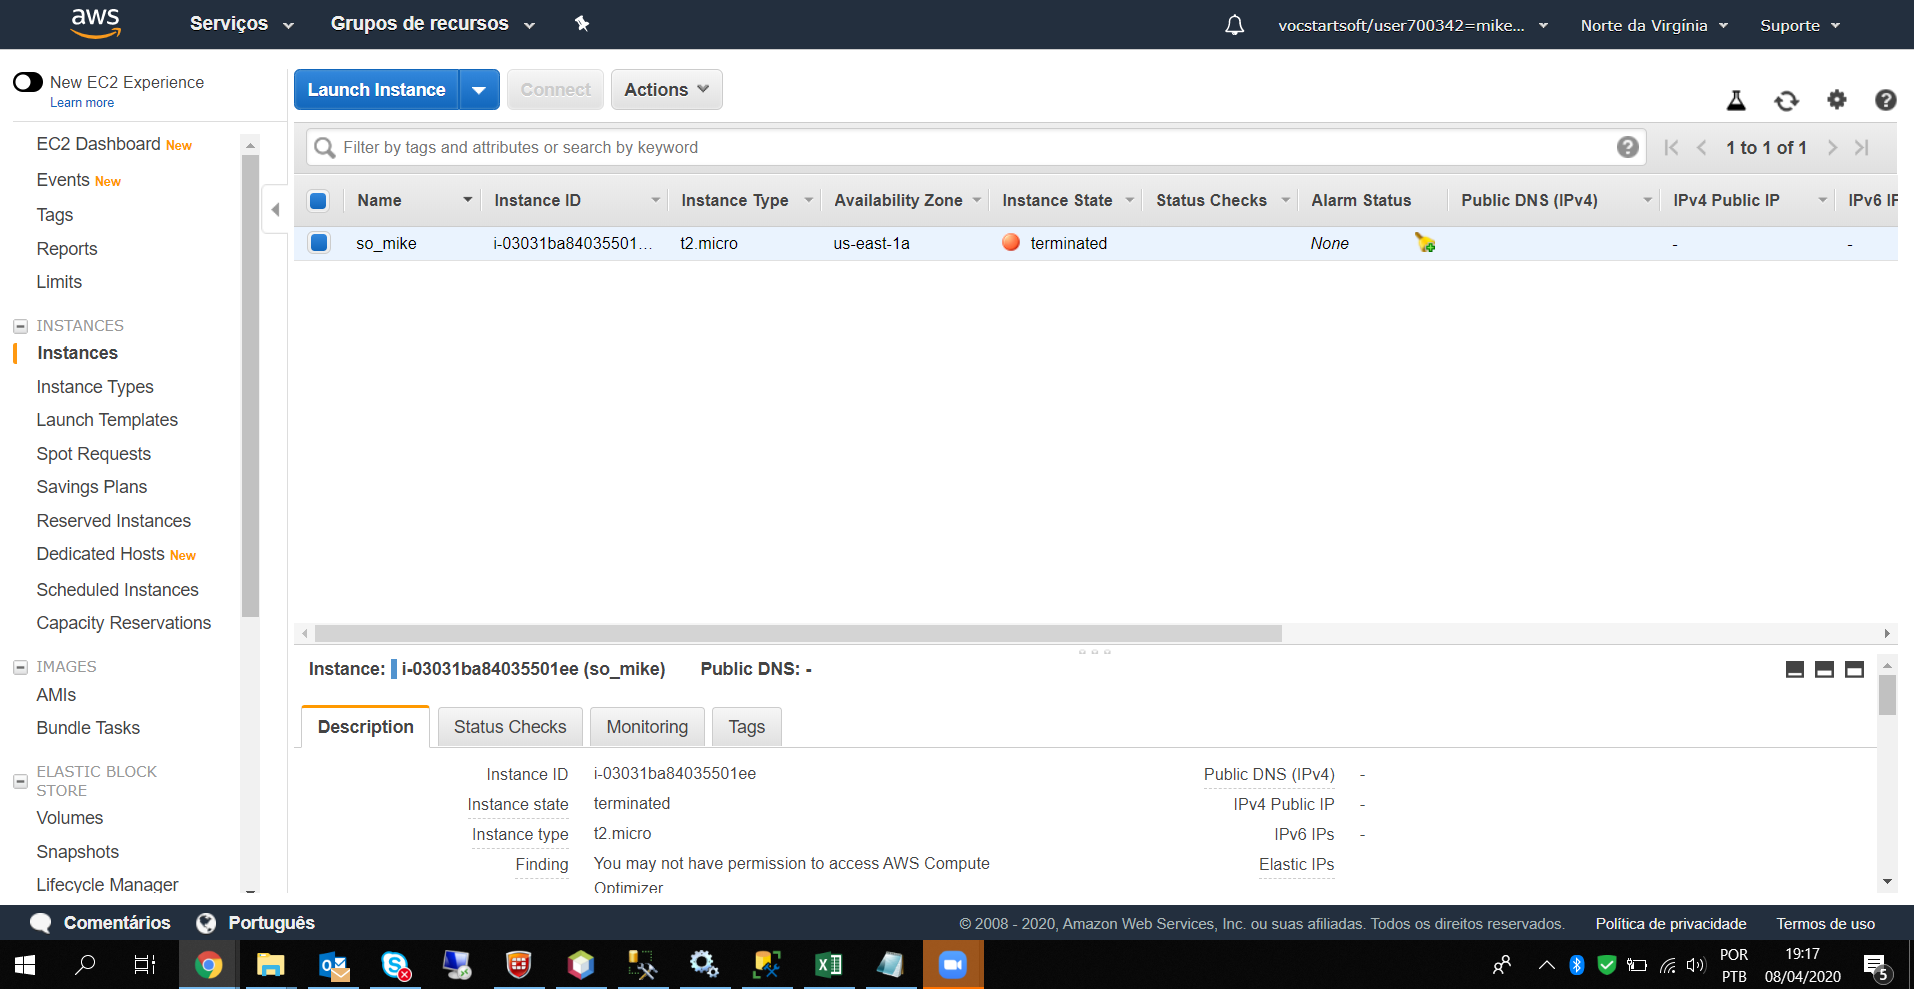 aws
Serviços
Grupos de recursos
vocstartsoft/user700342=mike...
Norte da Virgínia
Suporte
New EC2 Experience
Learn more
EC2 Dashboard New
Events New
Tags
Reports
Limits
INSTANCES
Instances
Instance Types
Launch Templates
Spot Requests
Savings Plans
Reserved Instances
Dedicated Hosts New
Scheduled Instances
Capacity Reservations
IMAGES
AMIs
Bundle Tasks
ELASTIC BLOCK
STORE
Volumes
Snapshots
Lifecycle Manager
Launch Instance
Connect
Actions
Filter by tags and attributes or search by keyword
1 to 1 of 1
Name Instance ID Instance Type Availability Zone Instance State Status Checks Alarm Status Public DNS (IPv4) IPv4 Public IP IPv6 IP
so_mike i-03031ba84035501... t2.micro us-east-1a terminated None - -
Instance: i-03031ba84035501ee (so_mike) Public DNS: -
Description Status Checks Monitoring Tags
Instance ID i-03031ba84035501ee
Instance state terminated
Instance type t2.micro
Finding You may not have permission to access AWS Compute
Optimizer
Public DNS (IPv4) -
IPv4 Public IP -
IPv6 IPs -
Elastic IPs
Comentários
Português
© 2008 - 2020, Amazon Web Services, Inc. ou suas afiliadas. Todos os direitos reservados.
Política de privacidade
Termos de uso
POR
PTB
19:17
08/04/2020
5